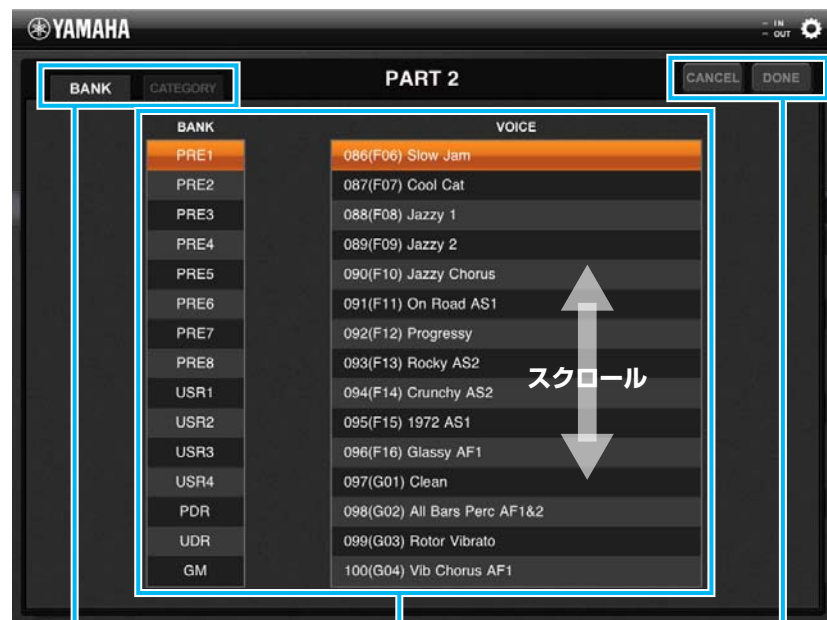 YAMAHA
- IN
- OUT
BANK CATEGORY PART 2 CANCEL DONE
BANK VOICE
PRE1 086(F06) Slow Jam
PRE2 087(F07) Cool Cat
PRE3 088(F08) Jazzy 1
PRE4 089(F09) Jazzy 2
PRE5 090(F10) Jazzy Chorus
PRE6 091(F11) On Road AS1
PRE7 092(F12) Progressy
PRE8 093(F13) Rocky AS2
スクロール
USR1 094(F14) Crunchy AS2
USR2 095(F15) 1972 AS1
USR3 096(F16) Glassy AF1
USR4 097(G01) Clean
PDR 098(G02) All Bars Perc AF1&2
UDR 099(G03) Rotor Vibrato
GM 100(G04) Vib Chorus AF1